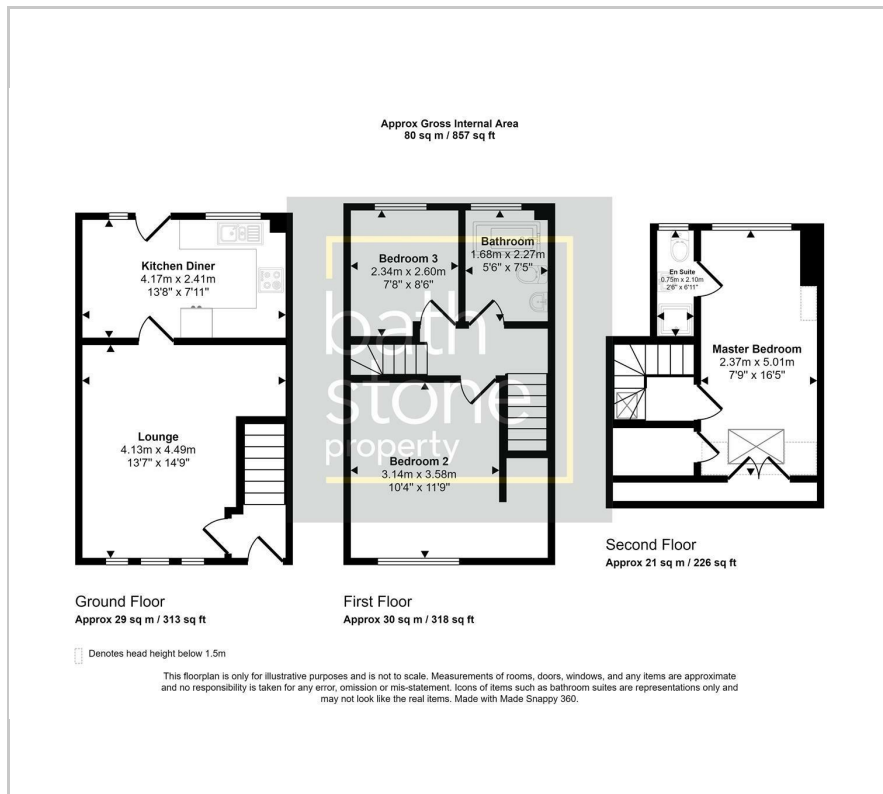 Approx Gross Internal Area
80 sq m / 857 sq ft
Kitchen Diner
4.17m x 2.41m
13'8" x 7'11"
Lounge
4.13m x 4.49m
13'7" x 14'9"
Bedroom 3
2.34m x 2.60m
7'8" x 8'6"
Bathroom
1.68m x 2.27m
5'6" x 7'5"
bath
stone
property
Bedroom 2
3.14m x 3.58m
10'4" x 11'9"
En Suite
0.75m x 2.10m
2'6" x 6'11"
Master Bedroom
2.37m x 5.01m
7'9" x 16'5"
Ground Floor
Approx 29 sq m / 313 sq ft
First Floor
Approx 30 sq m / 318 sq ft
Second Floor
Approx 21 sq m / 226 sq ft
Denotes head height below 1.5m
This floorplan is only for illustrative purposes and is not to scale. Measurements of rooms, doors, windows, and any items are approximate
and no responsibility is taken for any error, omission or mis-statement. Icons of items such as bathroom suites are representations only and
may not look like the real items. Made with Made Snappy 360.